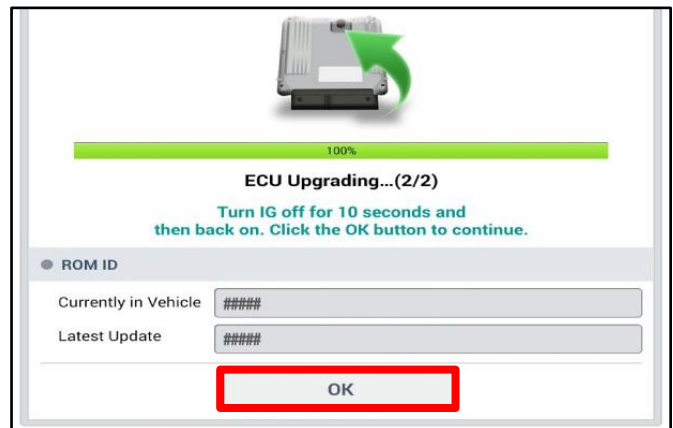 100%
ECU Upgrading...(2/2)
Turn IG off for 10 seconds and
then back on. Click the OK button to continue.
ROM ID
Currently in Vehicle #####
Latest Update #####
OK